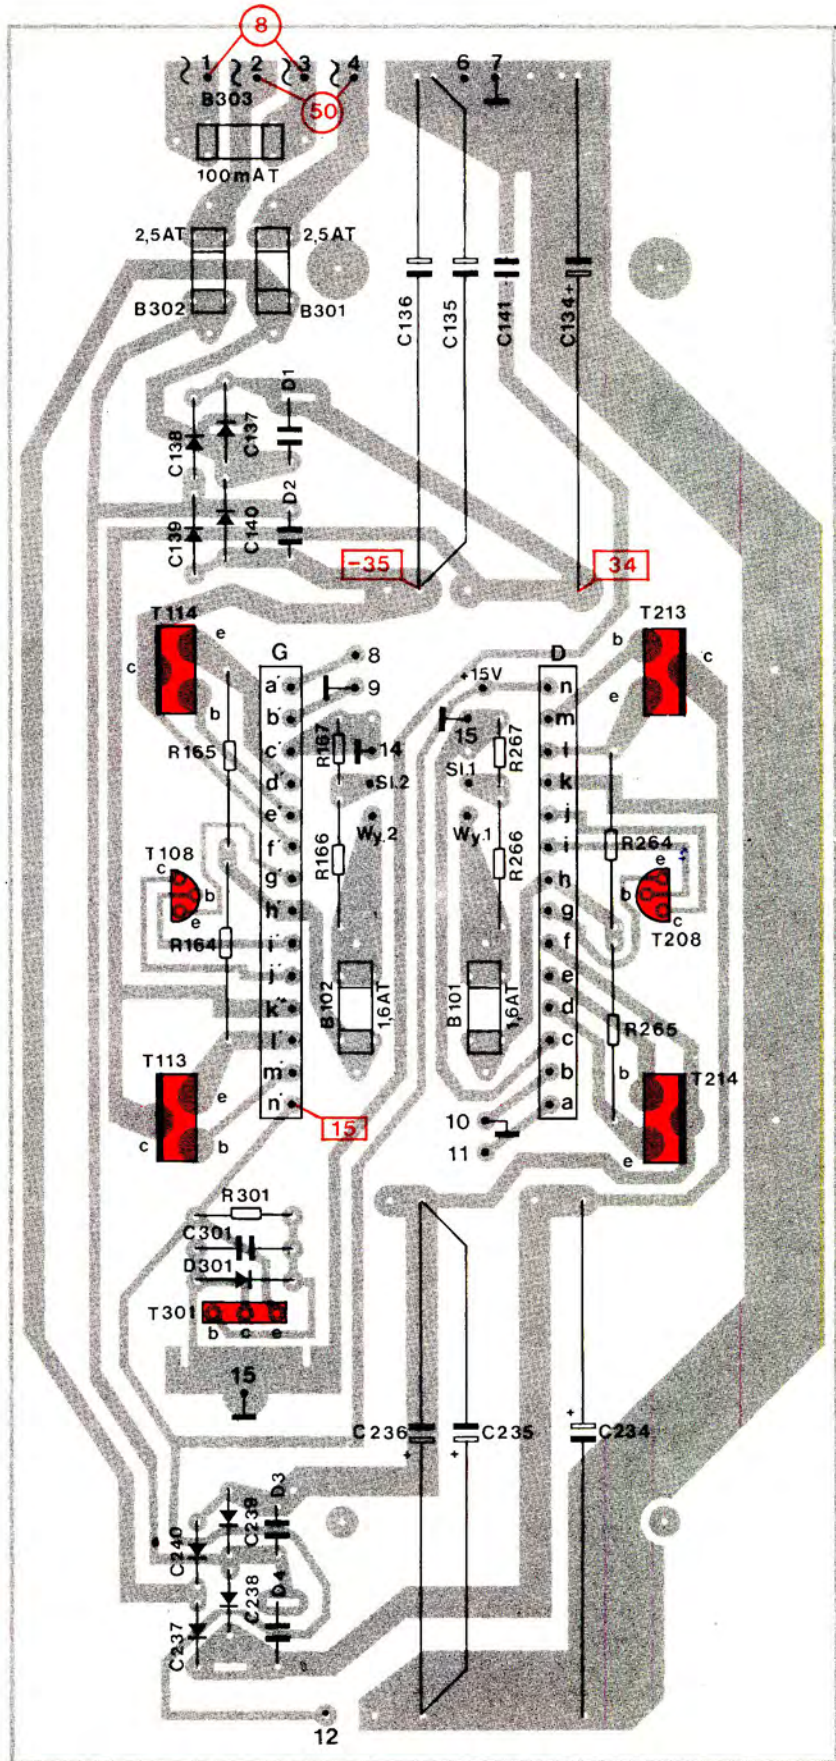 8
1 2 3 4 6 7
B303
50
100mAT
2,5AT 2,5AT
B302 B301
C136 C135 C141 C134 +
C138 C137 D1
C139 C140 D2
-35 34
T114 e c b
T213 b c e
G D
a' 8
b' 9
c' 14
d' Sl.2
e' Wy.2
f'
g'
h'
i'
j'
k'
l'
m'
n' 15
+15V n
15 m
l
Sl.1 k
Wy.1 j
i
h
g
f
e
d
c
b
10 a
11
R165 R167 R267
R166 R266 R264
T108 c b e
e b c T208
R164
B102 1,6AT B101 1,6AT
R265
T113 e c b
b T214 e
R301
C301
D301
T301 b c e
15
C236 + C235 + C234 +
C240 C239 D3
C237 C238 D4
12